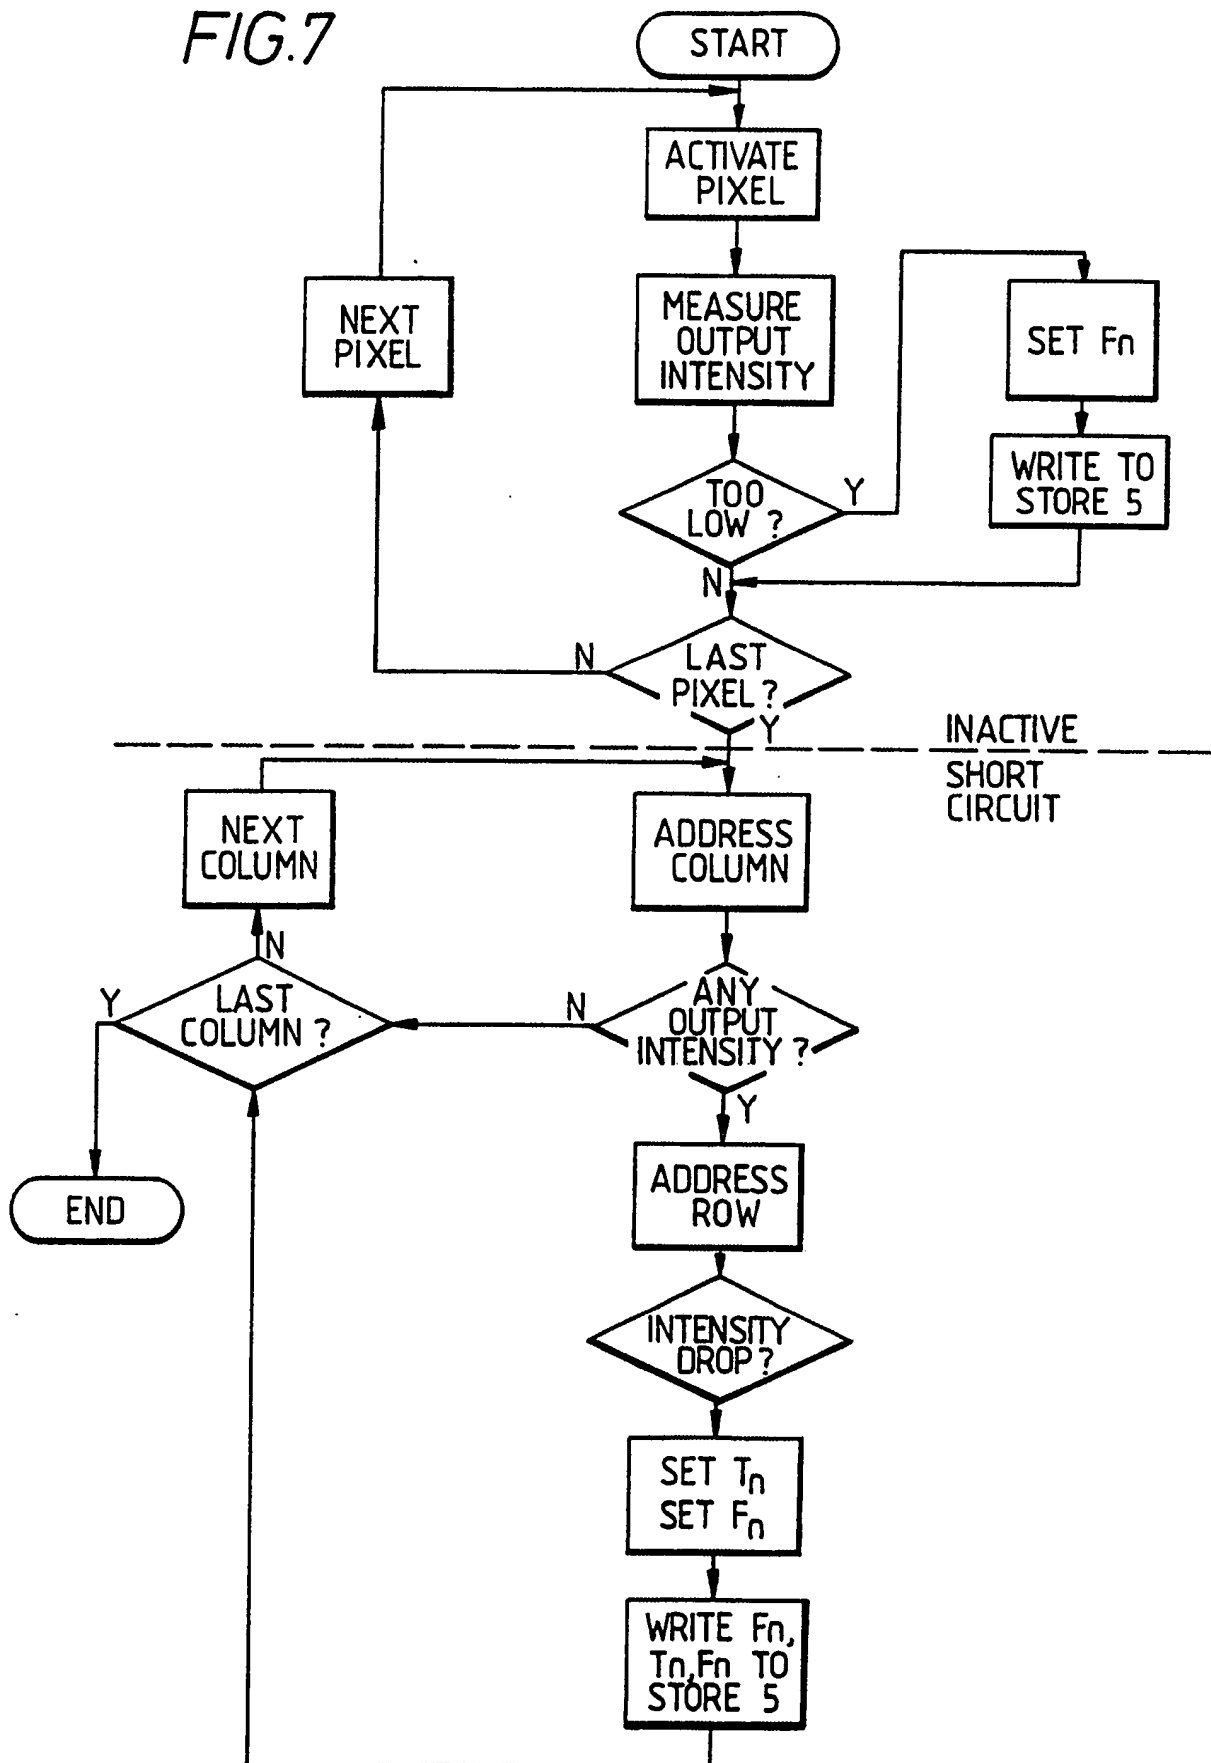 FIG.7
START
ACTIVATE
PIXEL
MEASURE
OUTPUT
INTENSITY
NEXT
PIXEL
SET Fn
WRITE TO
STORE 5
TOO
LOW ?
Y
N
LAST
PIXEL ?
N
Y
INACTIVE
SHORT
CIRCUIT
NEXT
COLUMN
ADDRESS
COLUMN
N
LAST
COLUMN ?
Y
ANY
OUTPUT
INTENSITY ?
N
Y
END
ADDRESS
ROW
INTENSITY
DROP ?
SET Tn
SET Fn
WRITE Fn,
Tn,Fn TO
STORE 5